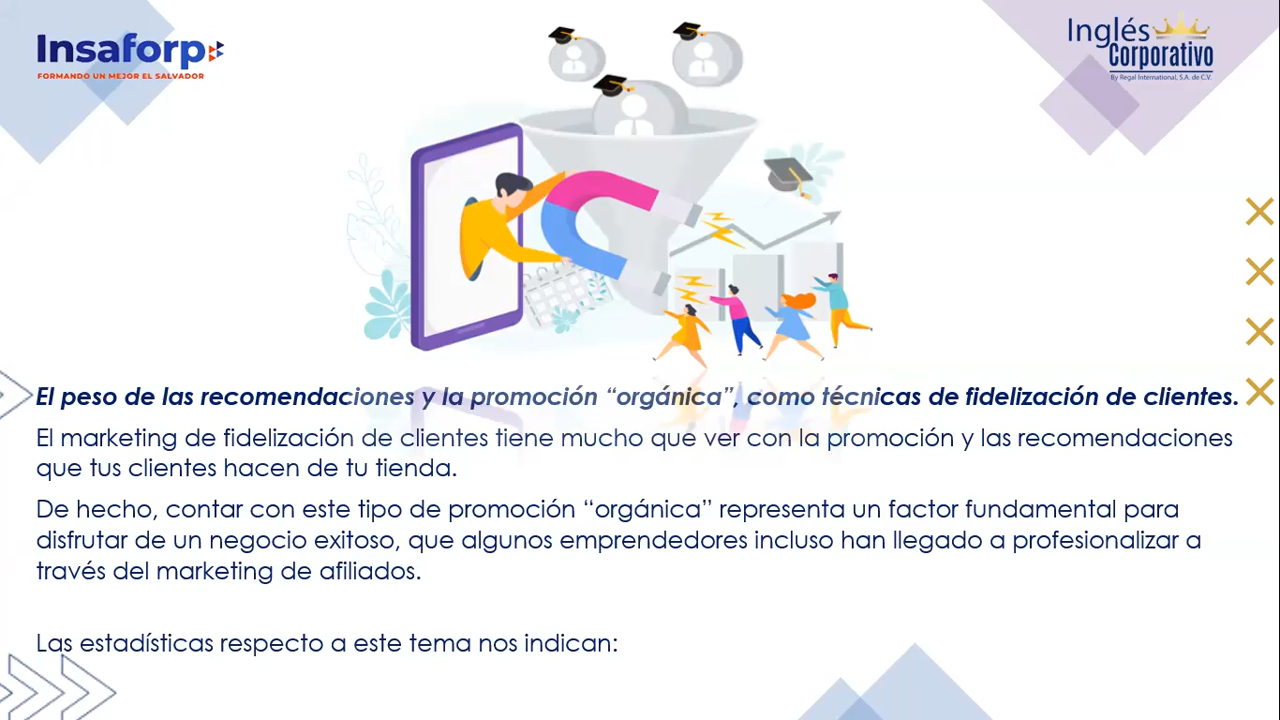 Insaforp
FORMANDO UN MEJOR EL SALVADOR
Inglés
Corporativo
By Regal International, S.A. de C.V.
El peso de las recomendaciones y la promoción “orgánica”, como técnicas de fidelización de clientes.
El marketing de fidelización de clientes tiene mucho que ver con la promoción y las recomendaciones
que tus clientes hacen de tu tienda.
De hecho, contar con este tipo de promoción “orgánica” representa un factor fundamental para
disfrutar de un negocio exitoso, que algunos emprendedores incluso han llegado a profesionalizar a
través del marketing de afiliados.
Las estadísticas respecto a este tema nos indican: